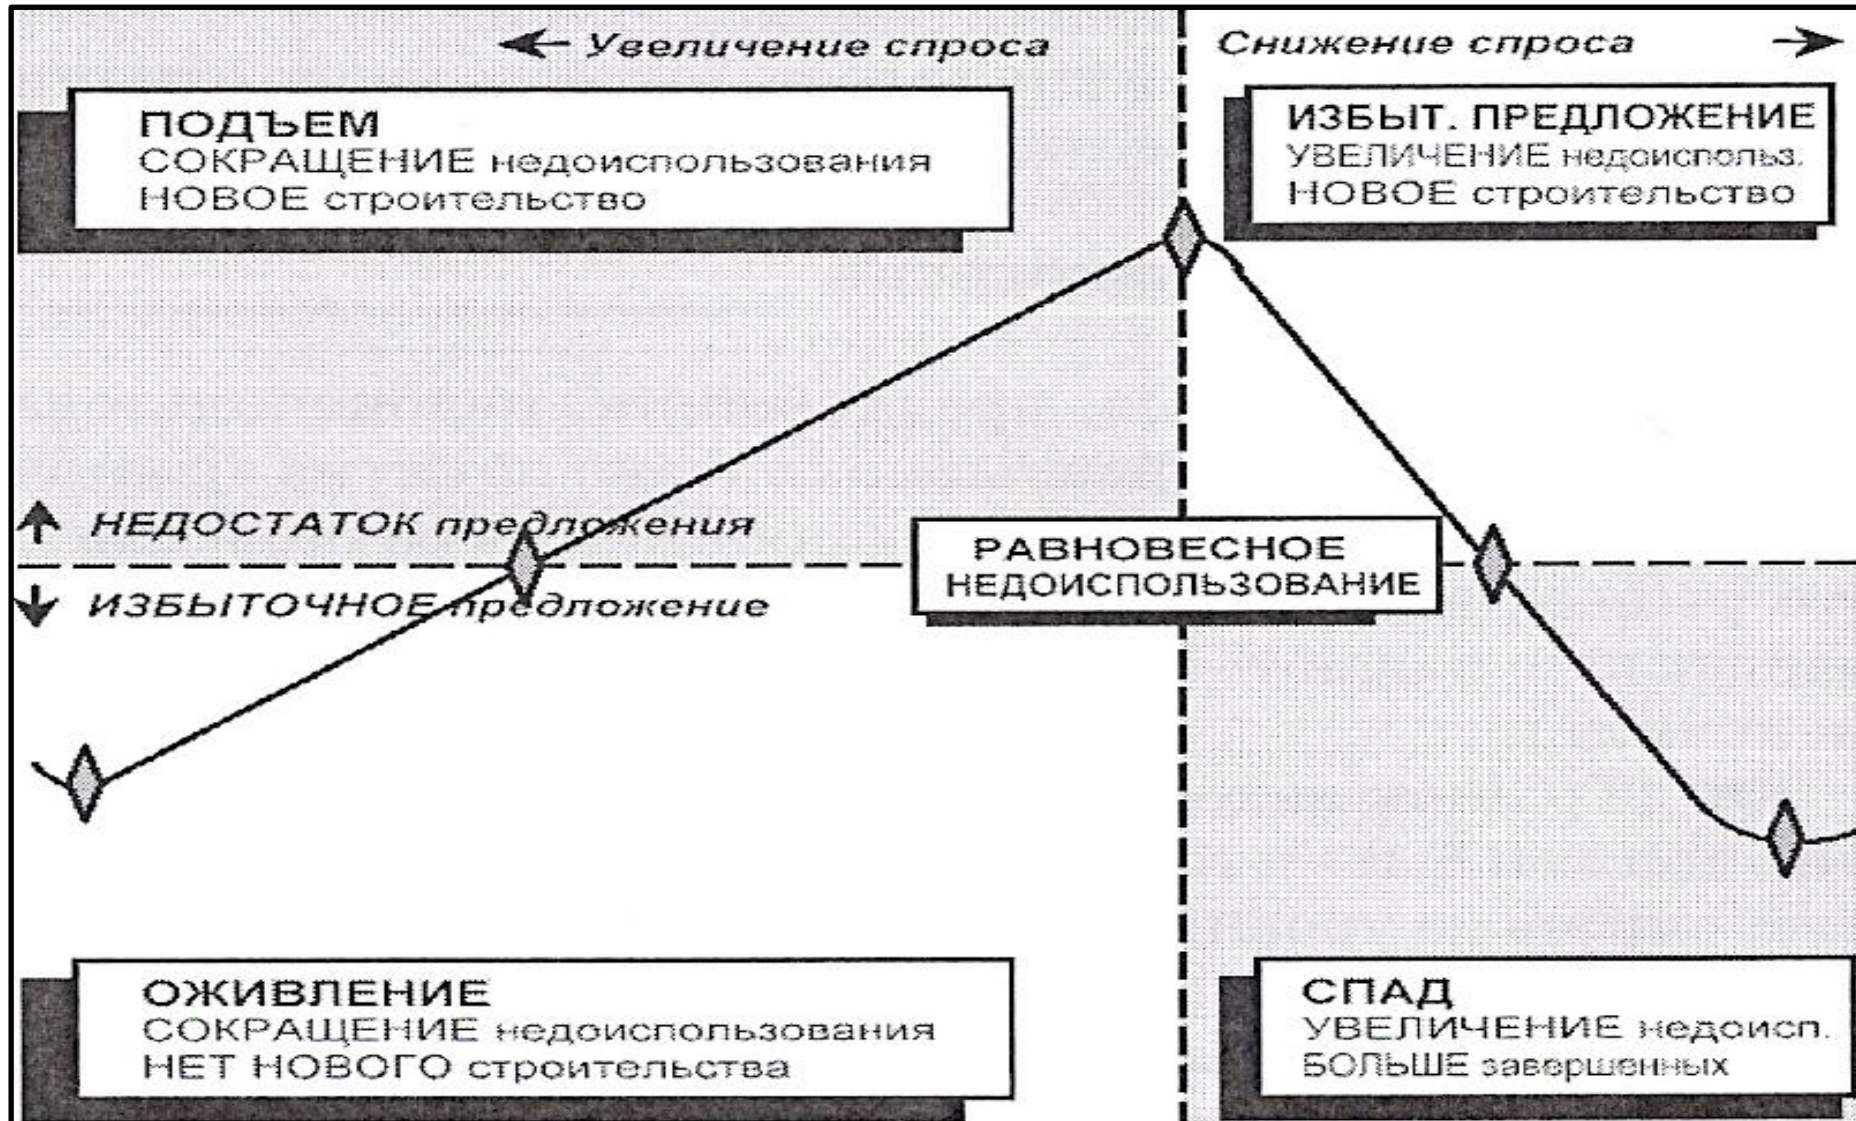 Увеличение спроса
Снижение спроса
ПОДЪЕМ
СОКРАЩЕНИЕ недоиспользования
НОВОЕ строительство
ИЗБЫТ. ПРЕДЛОЖЕНИЕ
УВЕЛИЧЕНИЕ недоиспольз.
НОВОЕ строительство
НЕДОСТАТОК предложения
ИЗБЫТОЧНОЕ предложение
РАВНОВЕСНОЕ
НЕДОИСПОЛЬЗОВАНИЕ
ОЖИВЛЕНИЕ
СОКРАЩЕНИЕ недоиспользования
НЕТ НОВОГО строительства
СПАД
УВЕЛИЧЕНИЕ недоисп.
БОЛЬШЕ завершенных